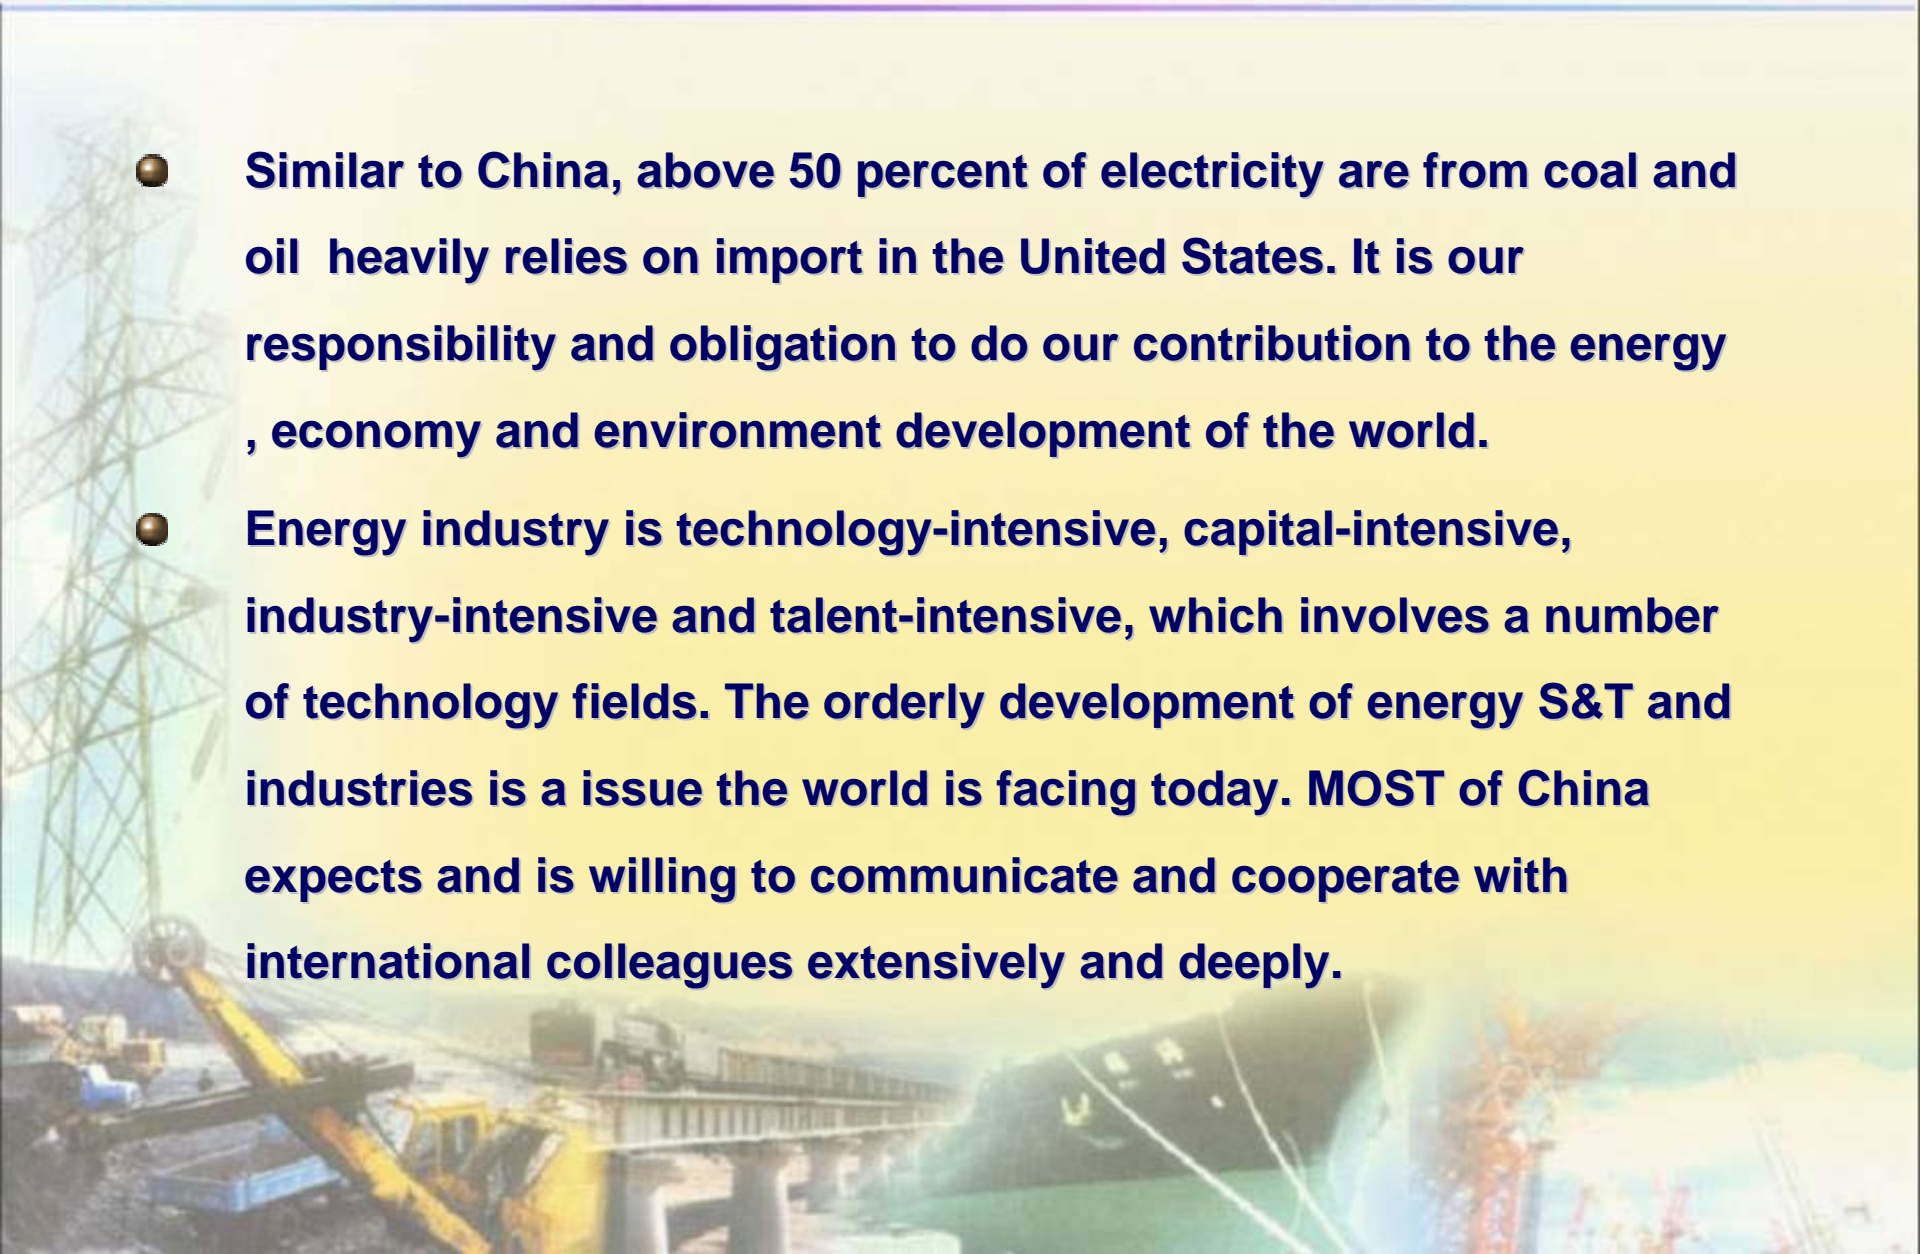 Similar to China, above 50 percent of electricity are from coal and
oil  heavily relies on import in the United States. It is our
responsibility and obligation to do our contribution to the energy
, economy and environment development of the world.
Energy industry is technology-intensive, capital-intensive,
industry-intensive and talent-intensive, which involves a number
of technology fields. The orderly development of energy S&T and
industries is a issue the world is facing today. MOST of China
expects and is willing to communicate and cooperate with
international colleagues extensively and deeply.